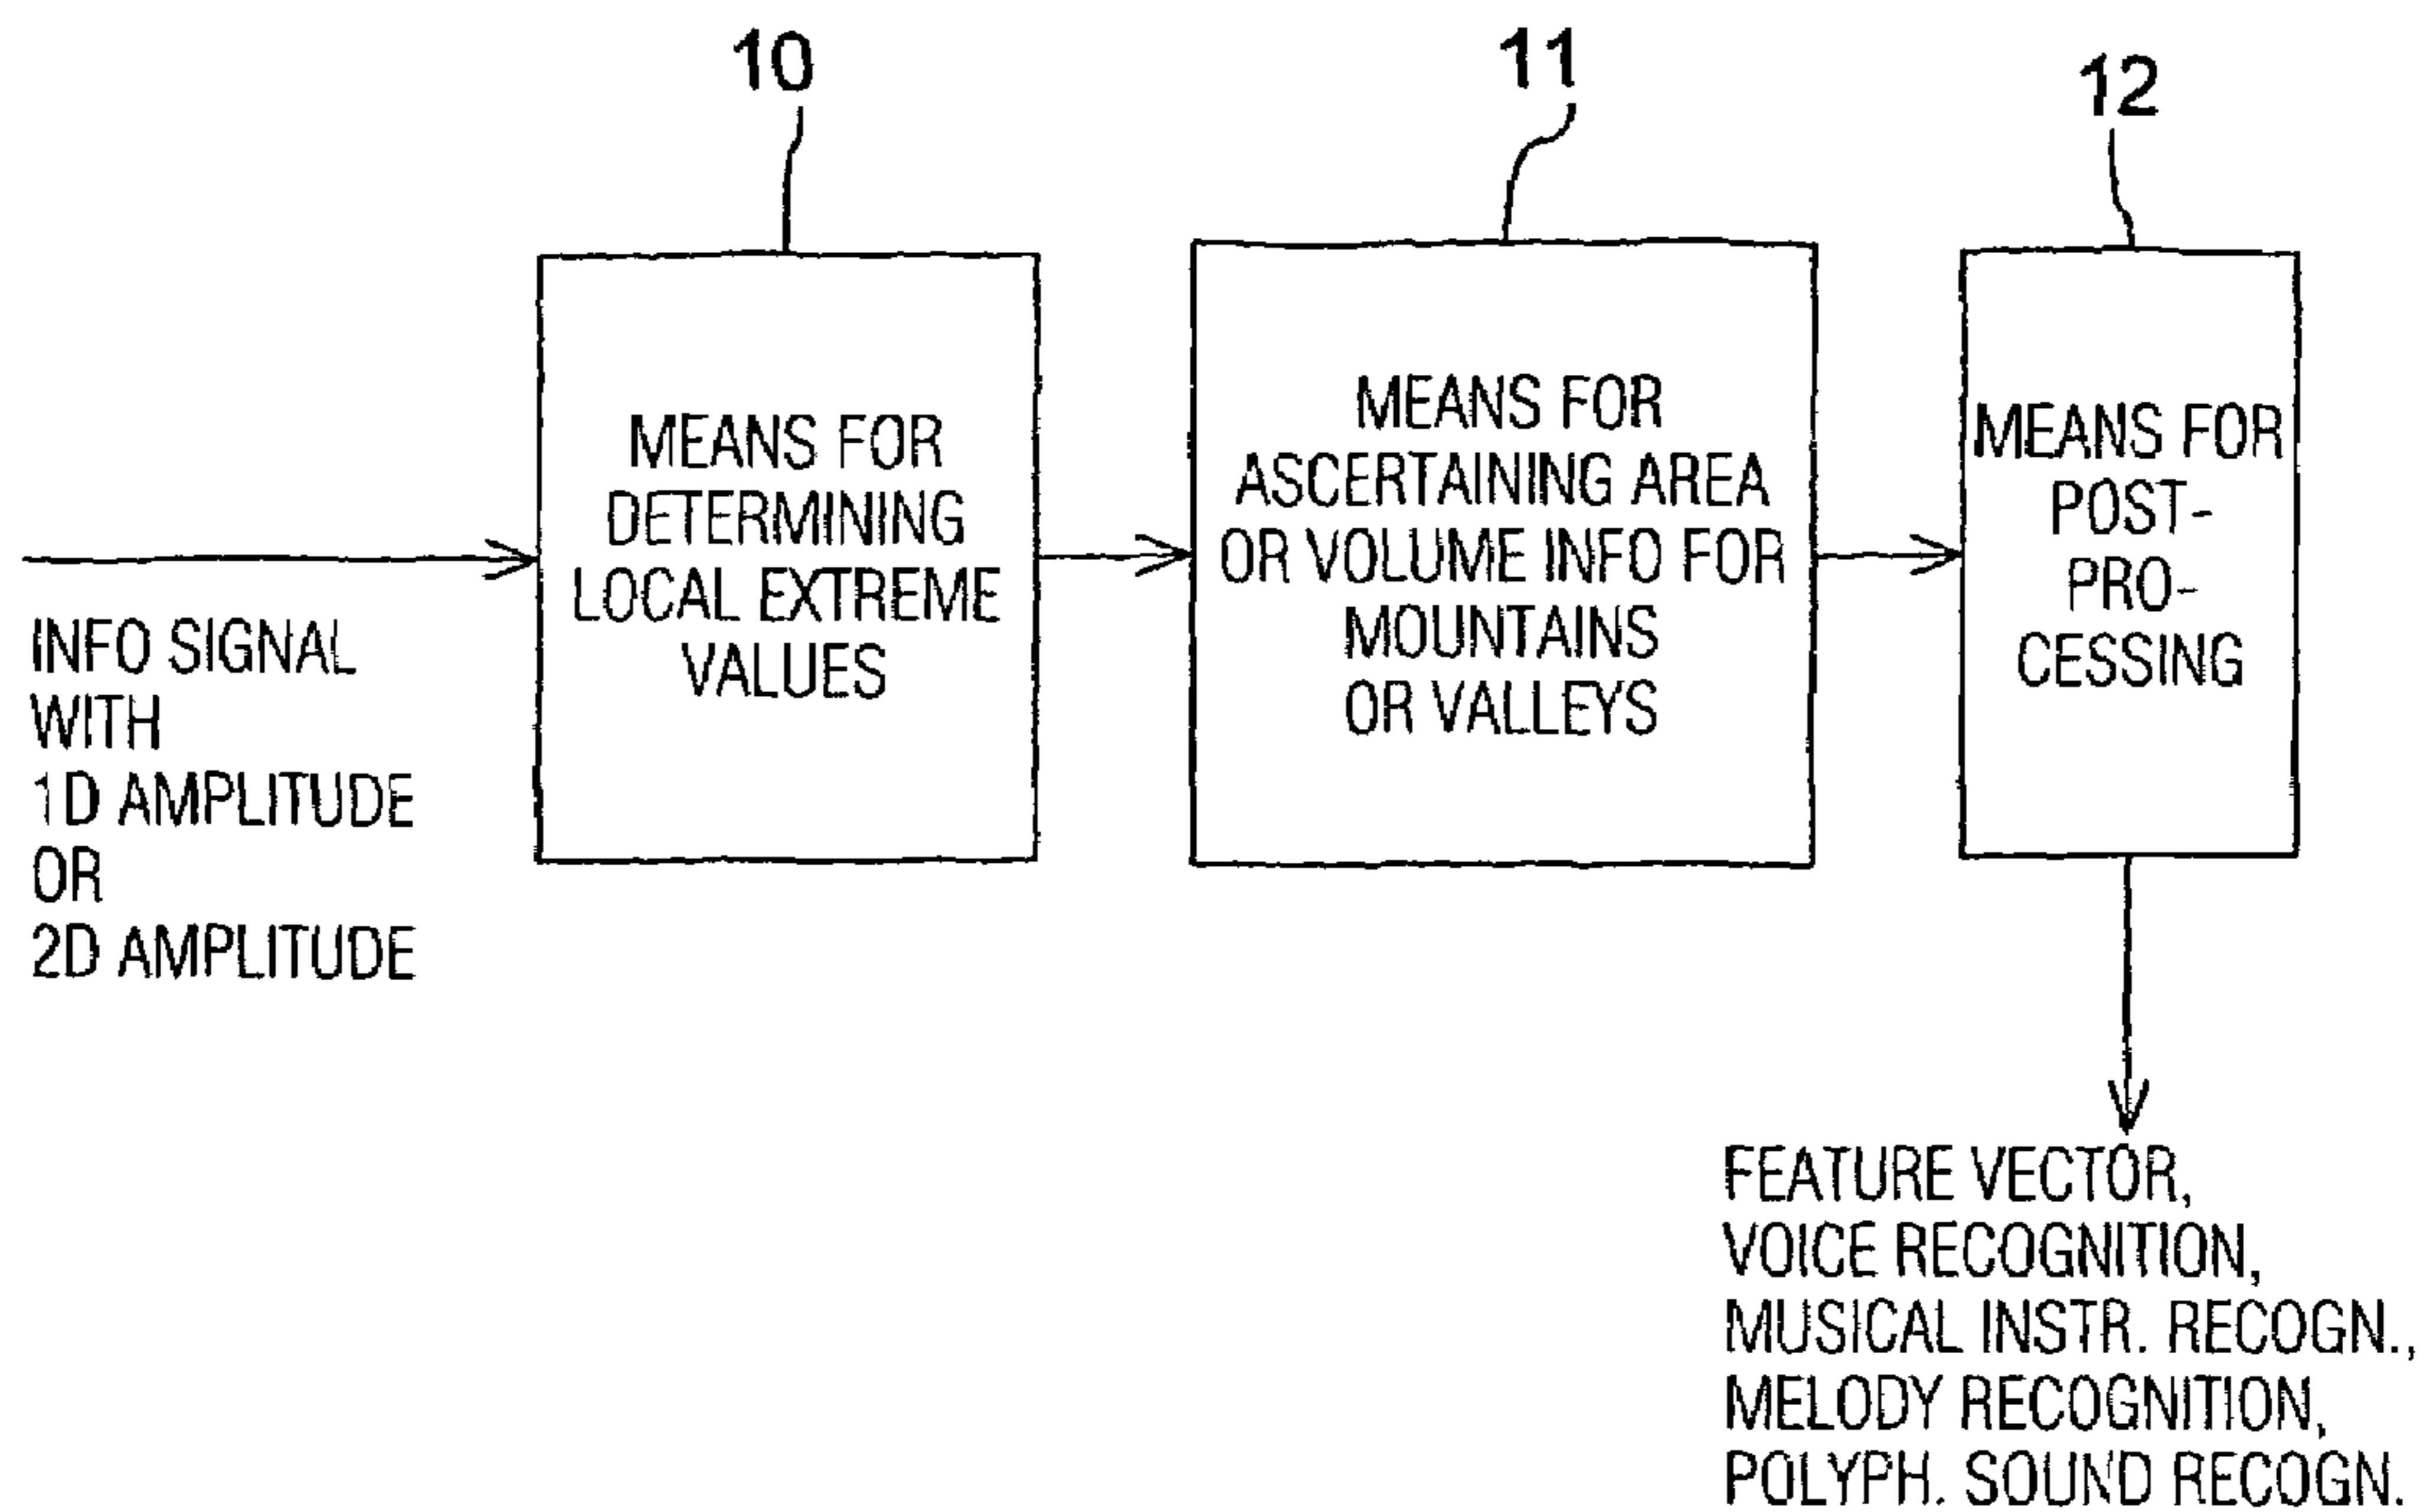 10
11
12
MEANS FOR
DETERMINING
LOCAL EXTREME
VALUES
MEANS FOR
ASCERTAINING AREA
OR VOLUME INFO FOR
MOUNTAINS
OR VALLEYS
MEANS FOR
POST-
PRO-
CESSING
INFO SIGNAL
WITH
1D AMPLITUDE
OR
2D AMPLITUDE
FEATURE VECTOR,
VOICE RECOGNITION,
MUSICAL INSTR. RECOGN.,
MELODY RECOGNITION,
POLYPH. SOUND RECOGN.